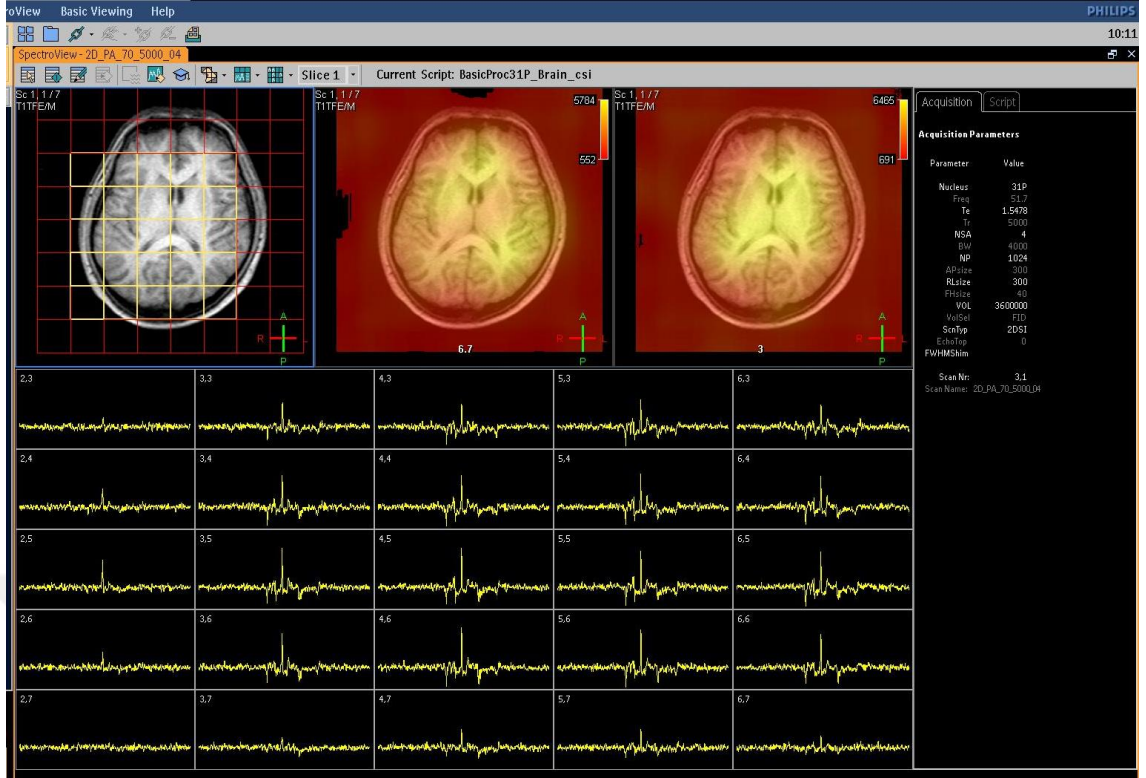 roView Basic Viewing Help PHILIPS
10:11
SpectroView - 2D_PA_70_5000_04
Slice 1 Current Script: BasicProc31P_Brain_csi
Sc 1, 1 / 7
T1TFE/M
A
R L
P
Sc 1, 1 / 7
T1TFE/M
5784
552
A
R L
P
6.7
Sc 1, 1 / 7
T1TFE/M
6465
691
A
R L
P
3
Acquisition Script
Acquisition Parameters
Parameter Value
Nucleus 31P
Freq 51.7
Te 1.5478
Tr 5000
NSA 4
BW 4000
NP 1024
APsize 300
RLsize 300
FHsize 40
VOL 3600000
VolSel FID
ScnTyp 2DSI
EchoTop 0
FWHMShim
Scan Nr: 3,1
Scan Name: 2D_PA_70_5000_04
2,3 3,3 4,3 5,3 6,3
2,4 3,4 4,4 5,4 6,4
2,5 3,5 4,5 5,5 6,5
2,6 3,6 4,6 5,6 6,6
2,7 3,7 4,7 5,7 6,7